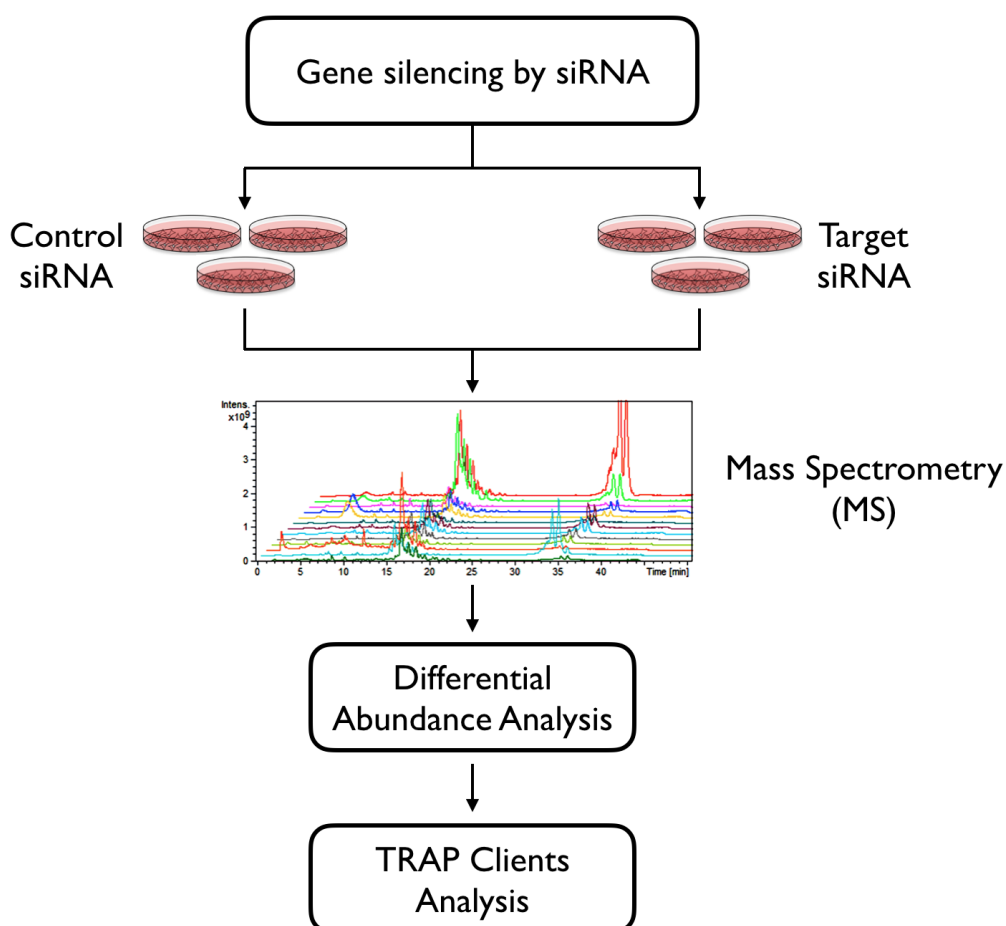 Gene silencing by siRNA
Control
siRNA
Target
siRNA
Intens.
x10⁹
4
3
2
1
0
0 5 10 15 20 25 30 35 40 Time [min]
Mass Spectrometry
(MS)
Differential
Abundance Analysis
TRAP Clients
Analysis